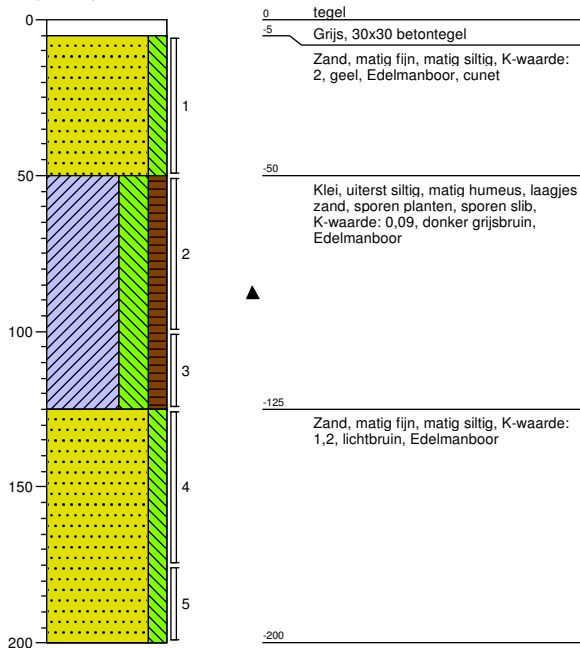 0
50
100
150
200
1
2
3
4
5
0
tegel
-5
Grijs, 30x30 betontegel
Zand, matig fijn, matig siltig, K-waarde:
2, geel, Edelmanboor, cunet
-50
Klei, uiterst siltig, matig humeus, laagjes
zand, sporen planten, sporen slib,
K-waarde: 0,09, donker grijsbruin,
Edelmanboor
-125
Zand, matig fijn, matig siltig, K-waarde:
1,2, lichtbruin, Edelmanboor
-200